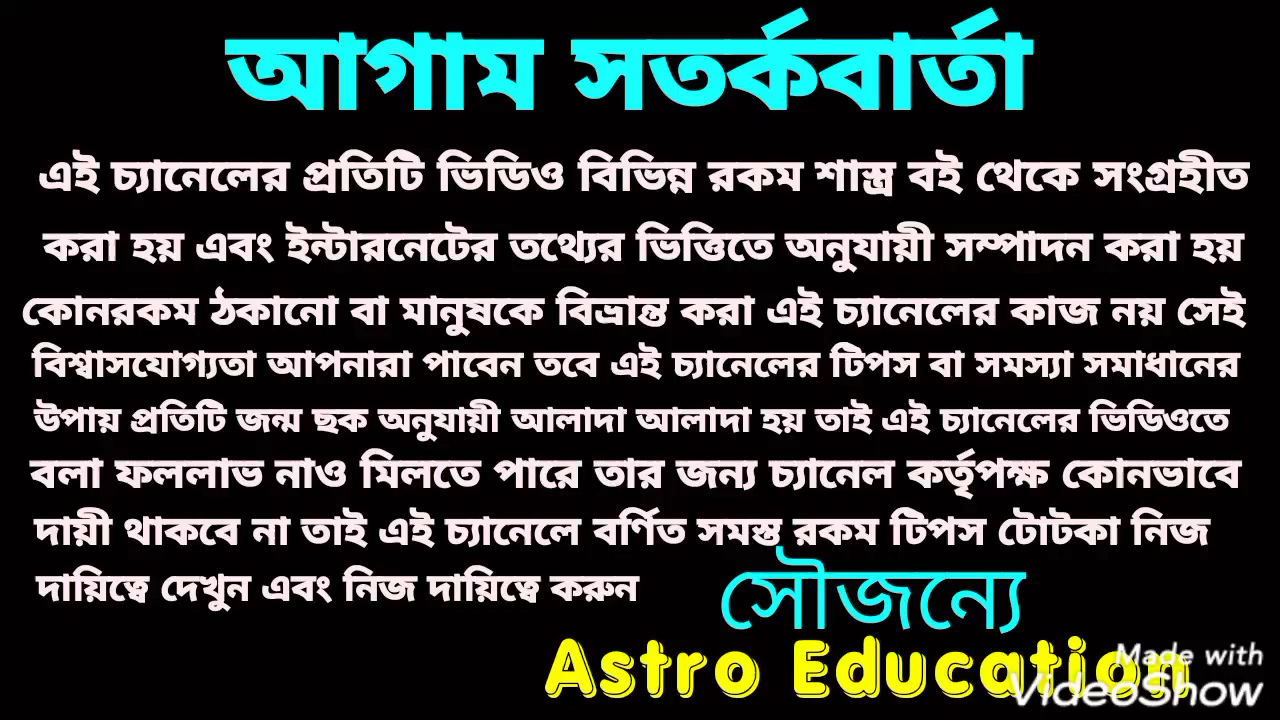 আগাম সতর্কবার্তা
এই চ্যানেলের প্রতিটি ভিডিও বিভিন্ন রকম শাস্ত্র বই থেকে সংগ্রহীত
করা হয় এবং ইন্টারনেটের তথ্যের ভিত্তিতে অনুযায়ী সম্পাদন করা হয়
কোনরকম ঠকানো বা মানুষকে বিভ্রান্ত করা এই চ্যানেলের কাজ নয় সেই
বিশ্বাসযোগ্যতা আপনারা পাবেন তবে এই চ্যানেলের টিপস বা সমস্যা সমাধানের
উপায় প্রতিটি জন্ম ছক অনুযায়ী আলাদা আলাদা হয় তাই এই চ্যানেলের ভিডিওতে
বলা ফললাভ নাও মিলতে পারে তার জন্য চ্যানেল কর্তৃপক্ষ কোনভাবে
দায়ী থাকবে না তাই এই চ্যানেলে বর্ণিত সমস্ত রকম টিপস টোটকা নিজ
দায়িত্বে দেখুন এবং নিজ দায়িত্বে করুন
সৌজন্যে
Astro Education
Made with
VideoShow